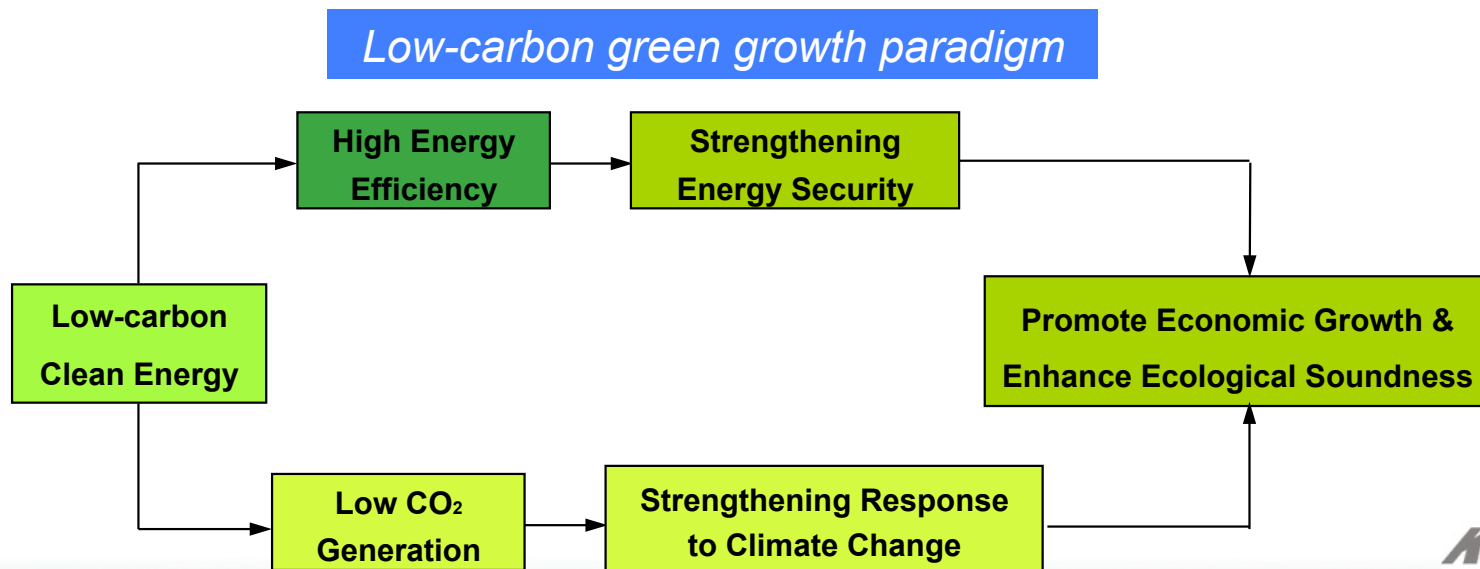 Low-carbon green growth paradigm
High Energy
Efficiency
Strengthening
Energy Security
Low-carbon
Clean Energy
Promote Economic Growth &
Enhance Ecological Soundness
Low CO₂
Generation
Strengthening Response
to Climate Change